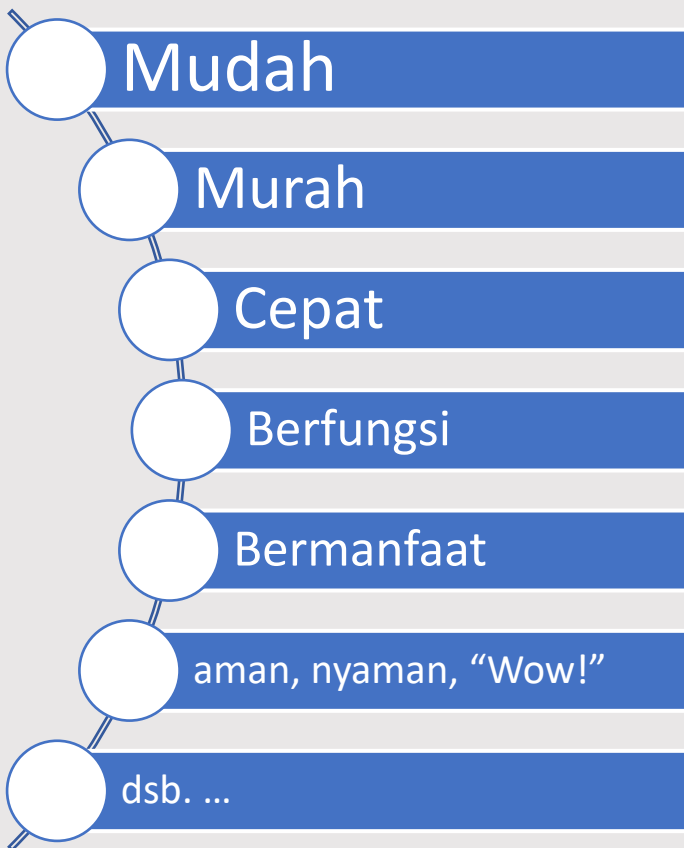 Mudah
Murah
Cepat
Berfungsi
Bermanfaat
aman, nyaman, “Wow!”
dsb. …